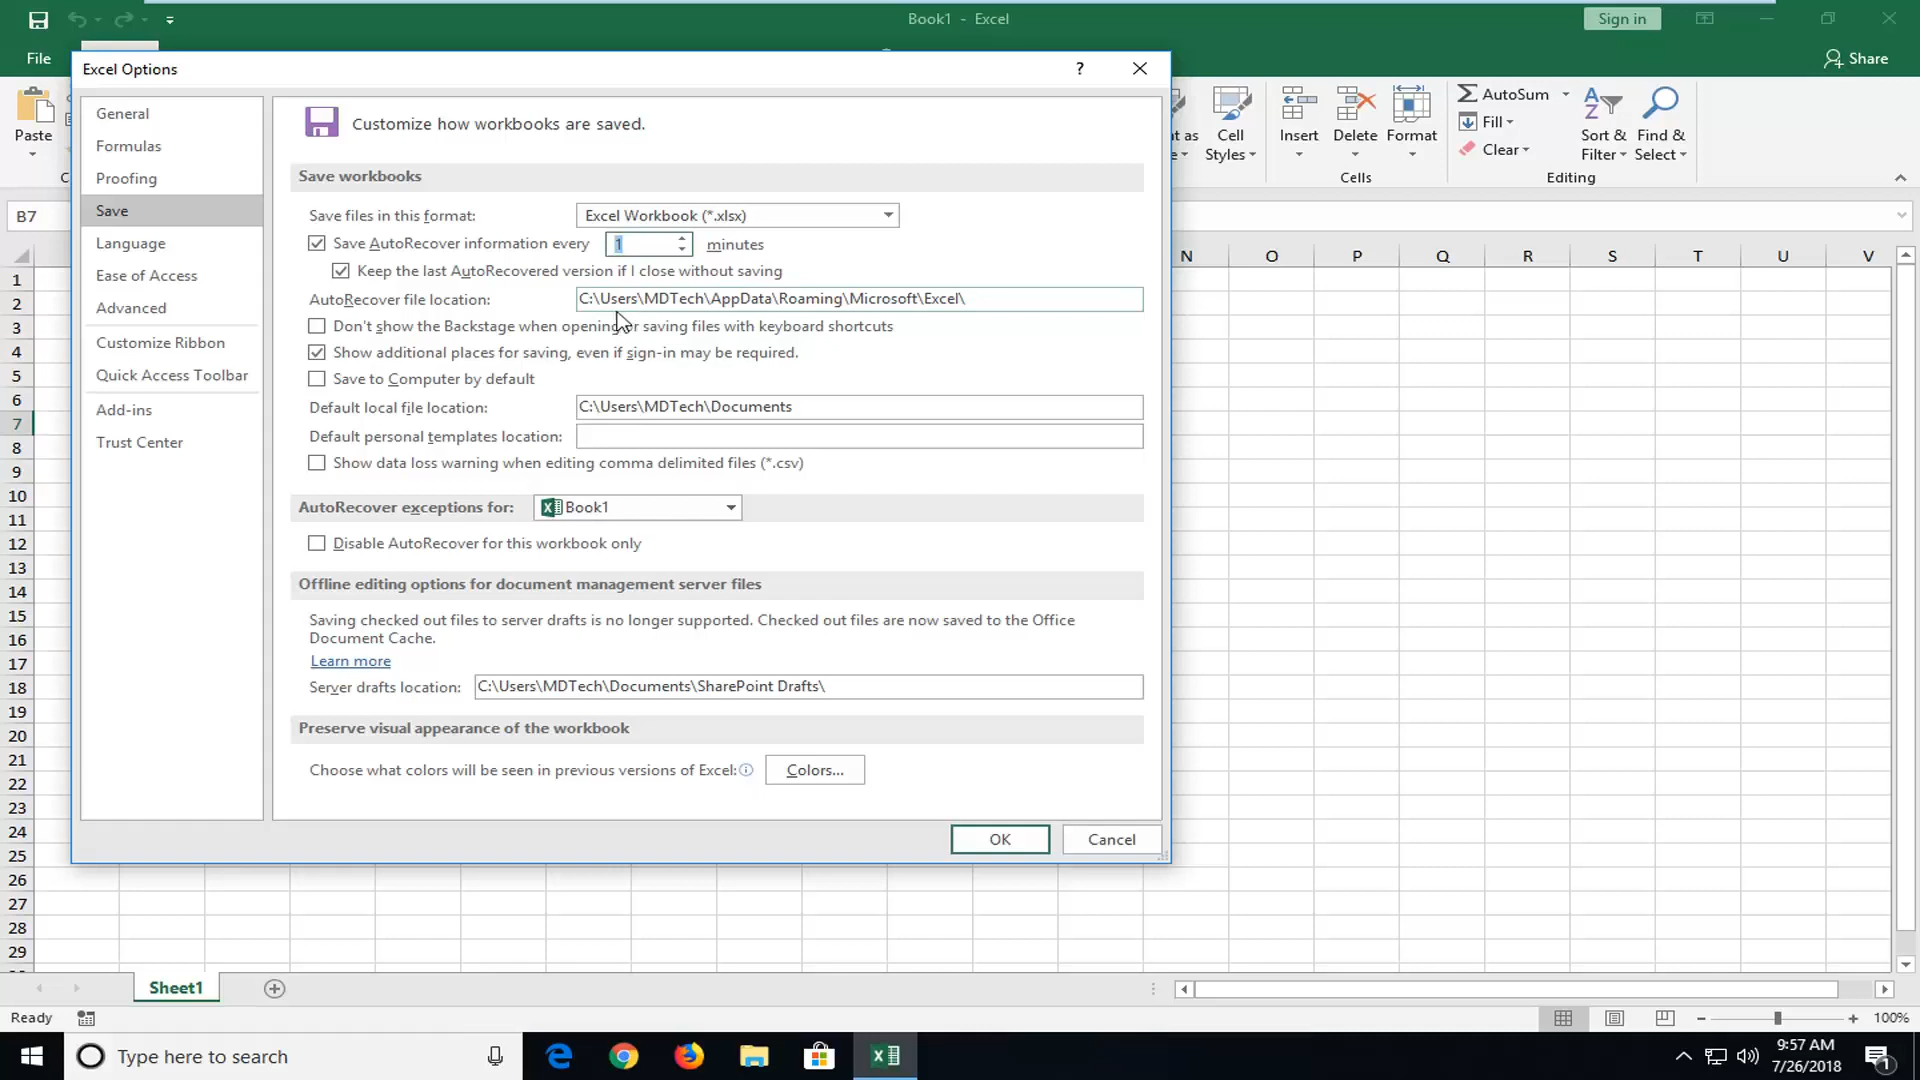 Book1 - Excel
Sign in
File
Share
Excel Options
?
Paste
Cell
Styles
Insert
Delete
Format
Cells
AutoSum
Fill
Clear
Sort &
Filter
Find &
Select
Editing
General
Formulas
Proofing
Save
Language
Ease of Access
Advanced
Customize Ribbon
Quick Access Toolbar
Add-ins
Trust Center
Customize how workbooks are saved.
Save workbooks
Save files in this format: Excel Workbook (*.xlsx)
Save AutoRecover information every 1 minutes
Keep the last AutoRecovered version if I close without saving
AutoRecover file location: C:\Users\MDTech\AppData\Roaming\Microsoft\Excel\
Don't show the Backstage when opening or saving files with keyboard shortcuts
Show additional places for saving, even if sign-in may be required.
Save to Computer by default
Default local file location: C:\Users\MDTech\Documents
Default personal templates location:
Show data loss warning when editing comma delimited files (*.csv)
AutoRecover exceptions for: Book1
Disable AutoRecover for this workbook only
Offline editing options for document management server files
Saving checked out files to server drafts is no longer supported. Checked out files are now saved to the Office
Document Cache.
Learn more
Server drafts location: C:\Users\MDTech\Documents\SharePoint Drafts\
Preserve visual appearance of the workbook
Choose what colors will be seen in previous versions of Excel: Colors...
OK Cancel
B7
N O P Q R S T U V
1
2
3
4
5
6
7
8
9
10
11
12
13
14
15
16
17
18
19
20
21
22
23
24
25
26
27
28
29
Sheet1
Ready
100%
Type here to search
9:57 AM
7/26/2018
1